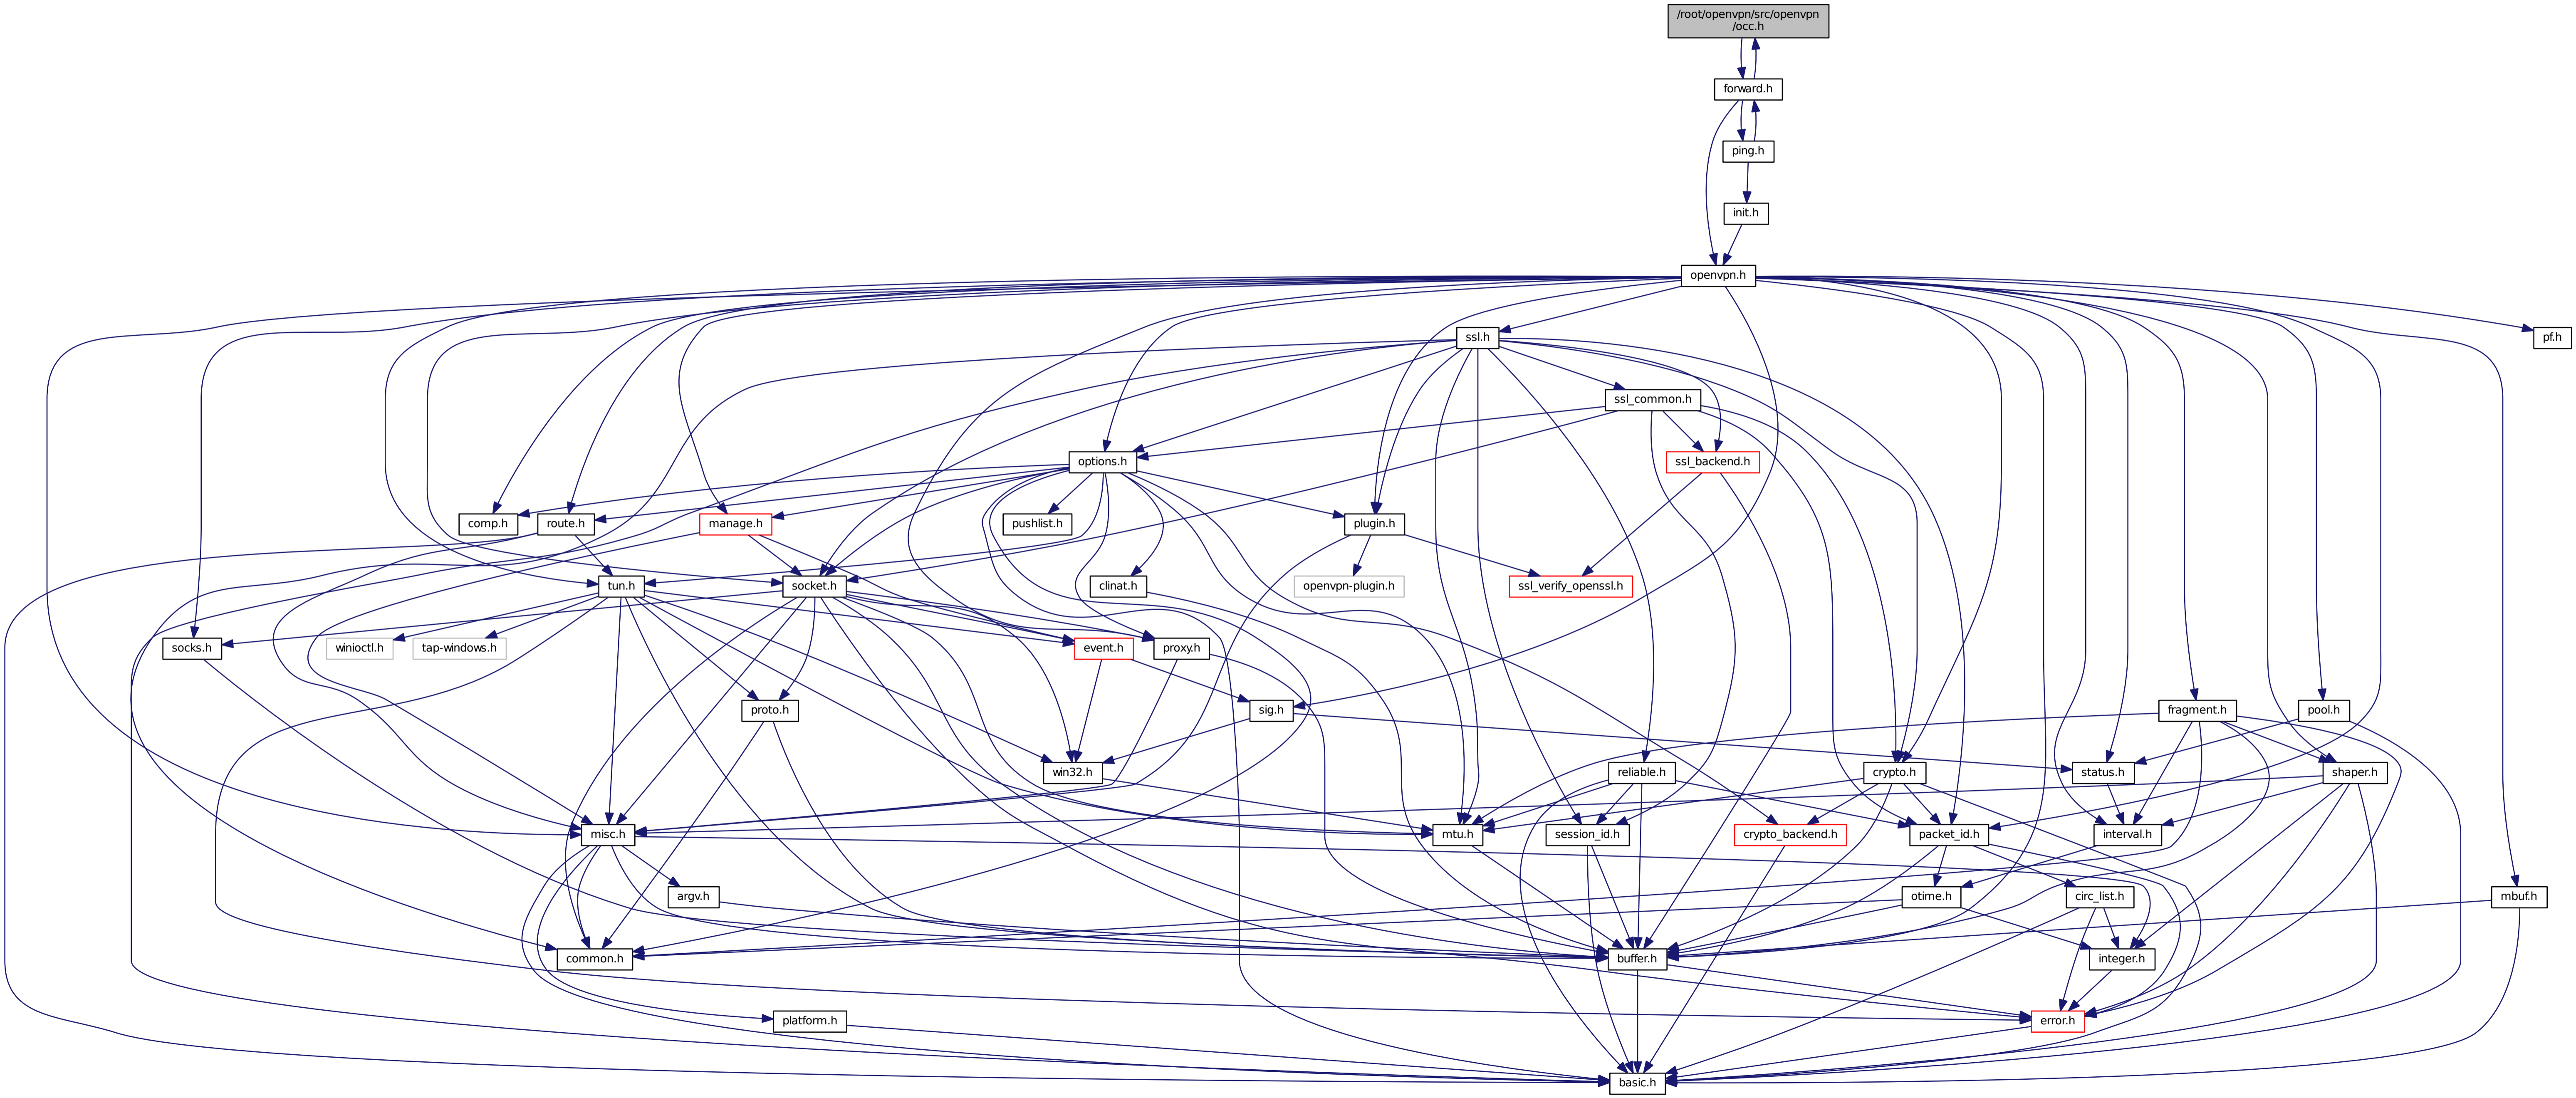 /root/openvpn/src/openvpn
/occ.h
forward.h
ping.h
init.h
openvpn.h
ssl.h
pf.h
ssl_common.h
options.h
ssl_backend.h
comp.h
route.h
manage.h
pushlist.h
plugin.h
tun.h
socket.h
clinat.h
openvpn-plugin.h
ssl_verify_openssl.h
socks.h
winioctl.h
tap-windows.h
event.h
proxy.h
proto.h
sig.h
fragment.h
pool.h
win32.h
reliable.h
crypto.h
status.h
shaper.h
misc.h
mtu.h
session_id.h
crypto_backend.h
packet_id.h
interval.h
argv.h
otime.h
circ_list.h
mbuf.h
common.h
buffer.h
integer.h
platform.h
error.h
basic.h